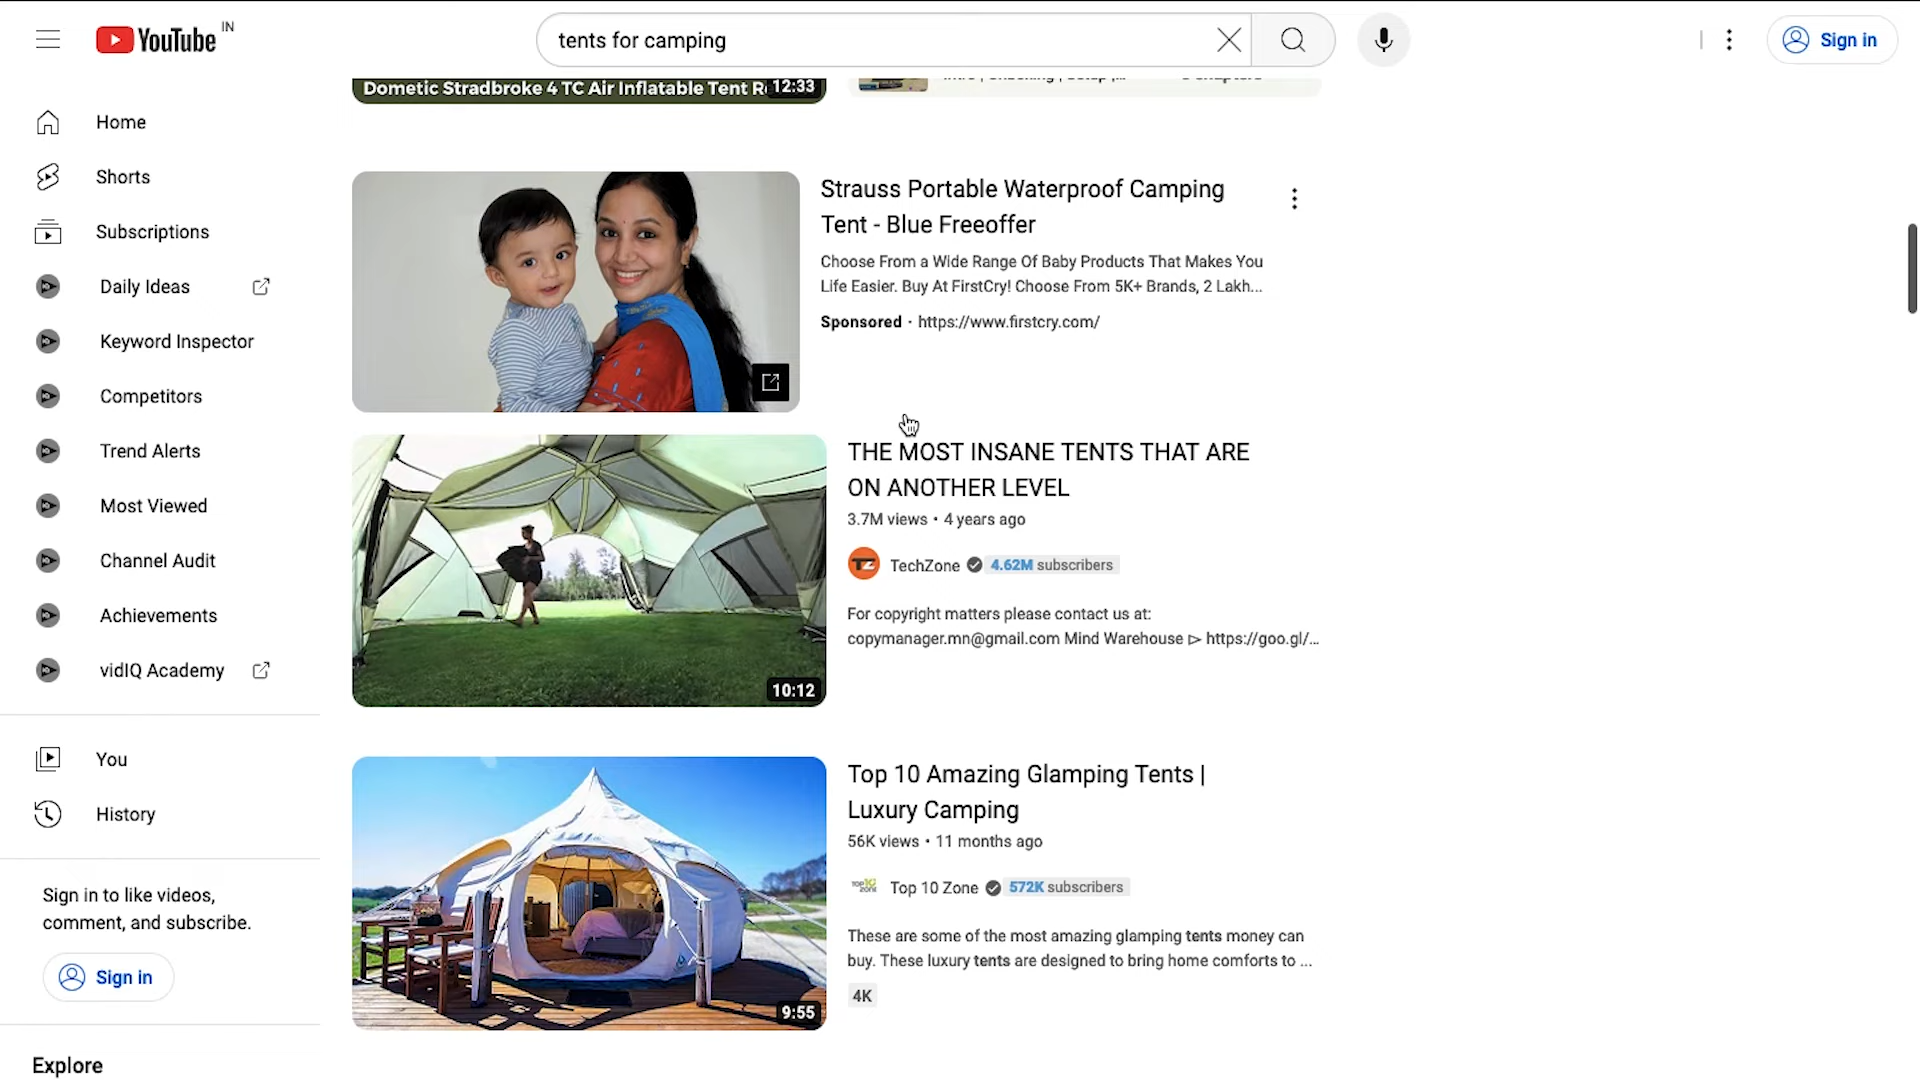 YouTube IN
tents for camping
Sign in
Home
Shorts
Subscriptions
Daily Ideas
Keyword Inspector
Competitors
Trend Alerts
Most Viewed
Channel Audit
Achievements
vidIQ Academy
You
History
Sign in to like videos,
comment, and subscribe.
Sign in
Explore
Dometic Stradbroke 4 TC Air Inflatable Tent R
12:33
Strauss Portable Waterproof Camping
Tent - Blue Freeoffer
Choose From a Wide Range Of Baby Products That Makes You
Life Easier. Buy At FirstCry! Choose From 5K+ Brands, 2 Lakh...
Sponsored · https://www.firstcry.com/
THE MOST INSANE TENTS THAT ARE
ON ANOTHER LEVEL
3.7M views • 4 years ago
TZ TechZone 4.62M subscribers
For copyright matters please contact us at:
copymanager.mn@gmail.com Mind Warehouse ▻ https://goo.gl/...
10:12
Top 10 Amazing Glamping Tents |
Luxury Camping
56K views • 11 months ago
TOP 10 ZONE Top 10 Zone 572K subscribers
These are some of the most amazing glamping tents money can
buy. These luxury tents are designed to bring home comforts to ...
4K
9:55